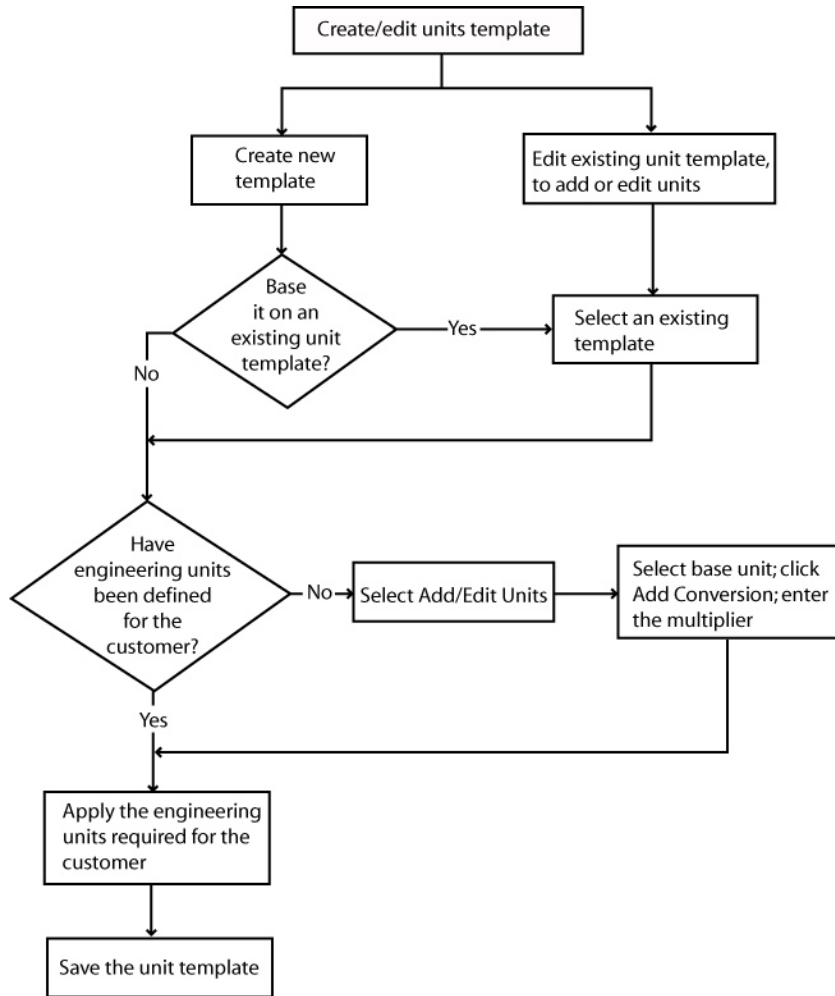 Create/edit units template
Create new
template
Edit existing unit template,
to add or edit units
Base
it on an
existing unit
template?
Yes
Select an existing
template
No
Have
engineering units
been defined
for the
customer?
No
Select Add/Edit Units
Select base unit; click
Add Conversion; enter
the multiplier
Yes
Apply the engineering
units required for the
customer
Save the unit template